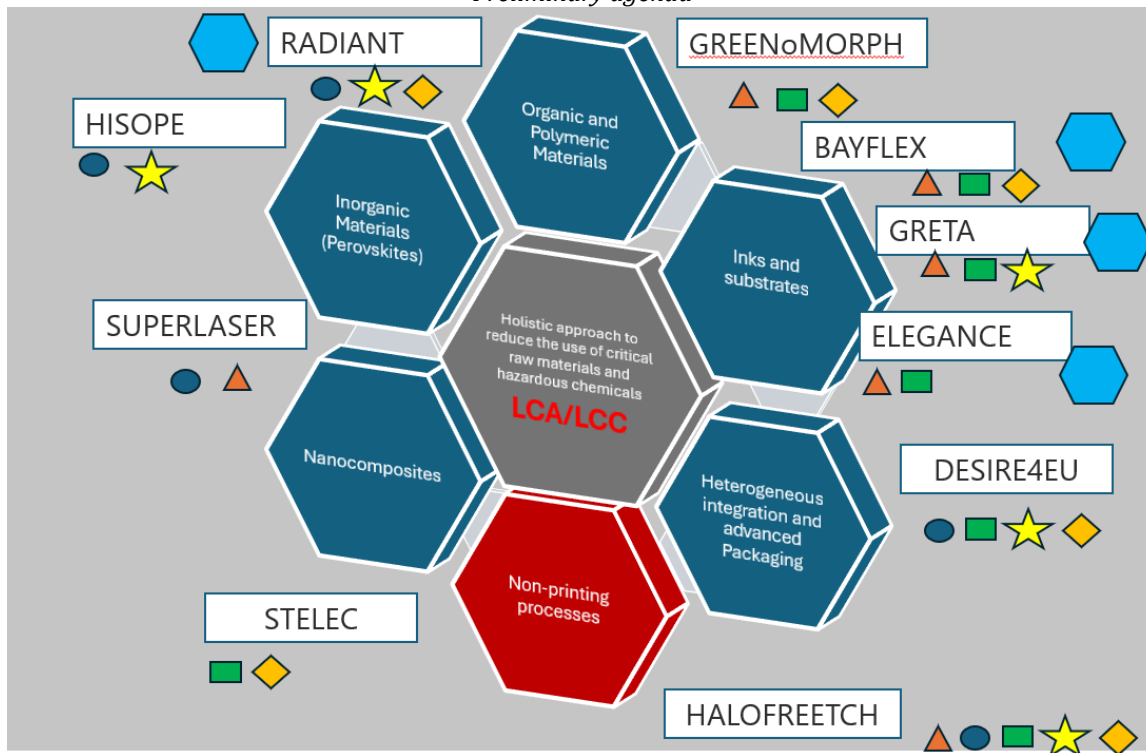 Preliminary agenda
RADIANT
GREENoMORPH
HISOPE
Organic and
Polymeric
Materials
BAYFLEX
Inorganic
Materials
(Perovskites)
GRETA
Inks and
substrates
SUPERLASER
Holistic approach to
reduce the use of critical
raw materials and
hazardous chemicals
LCA/LCC
ELEGANCE
Nanocomposites
DESIRE4EU
Heterogeneous
integration and
advanced
Packaging
Non-printing
processes
STELEC
HALOFREETCH